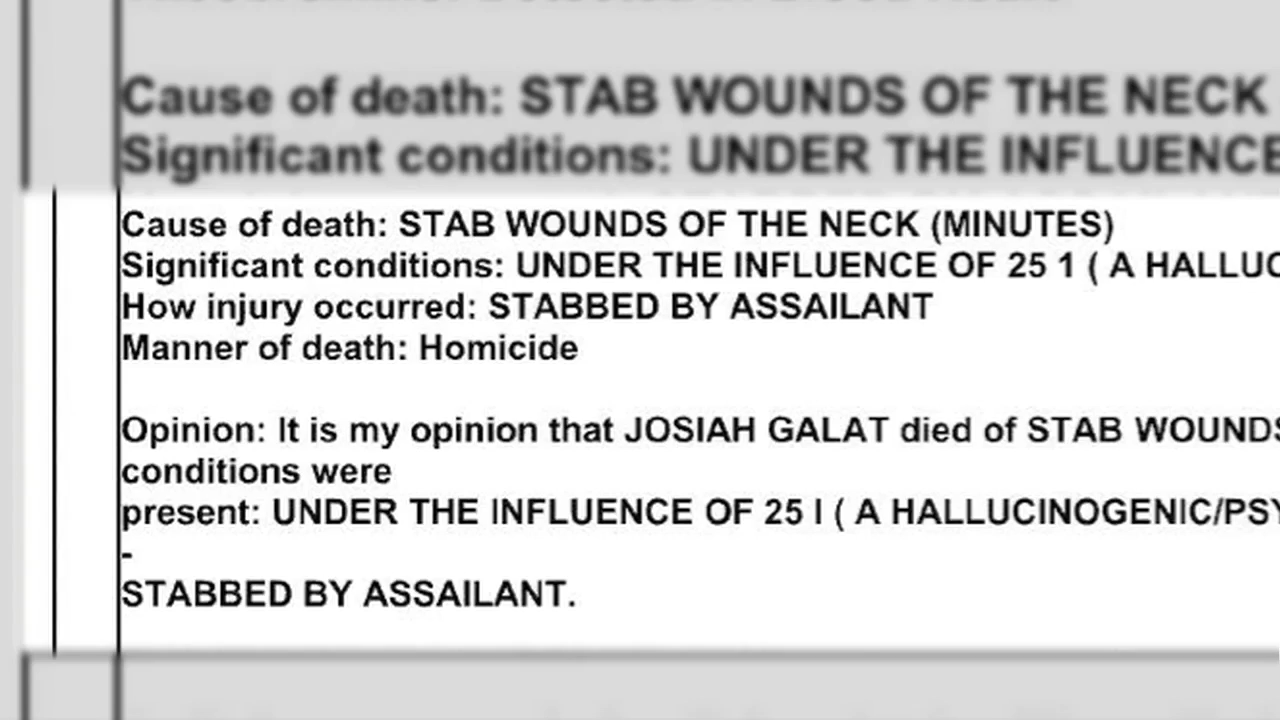 Cause of death: STAB WOUNDS OF THE NECK
Significant conditions: UNDER THE INFLUENCE
Cause of death: STAB WOUNDS OF THE NECK (MINUTES)
Significant conditions: UNDER THE INFLUENCE OF 25 1 ( A HALLUC
How injury occurred: STABBED BY ASSAILANT
Manner of death: Homicide
Opinion: It is my opinion that JOSIAH GALAT died of STAB WOUNDS
conditions were
present: UNDER THE INFLUENCE OF 25 I ( A HALLUCINOGENIC/PSY
-
STABBED BY ASSAILANT.